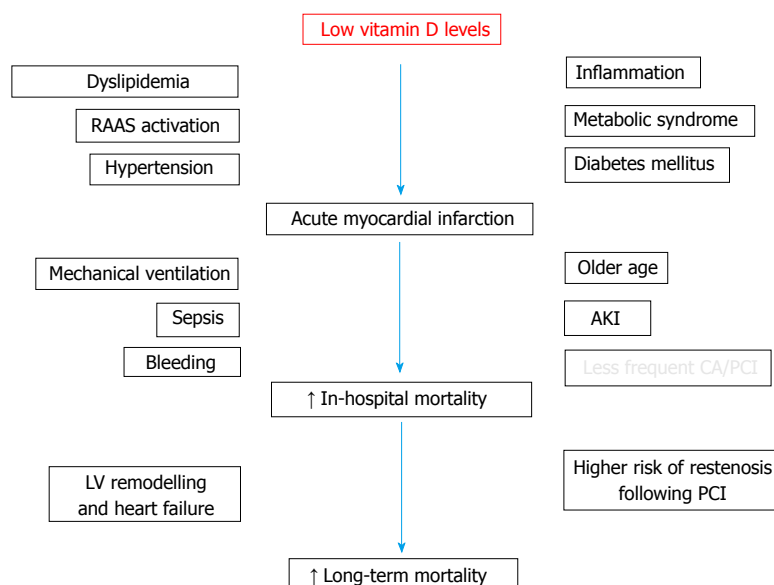 Low vitamin D levels
Dyslipidemia
Inflammation
RAAS activation
Metabolic syndrome
Hypertension
Diabetes mellitus
Acute myocardial infarction
Mechanical ventilation
Older age
Sepsis
AKI
Bleeding
Less frequent CA/PCI
↑ In-hospital mortality
LV remodelling
and heart failure
Higher risk of restenosis
following PCI
↑ Long-term mortality